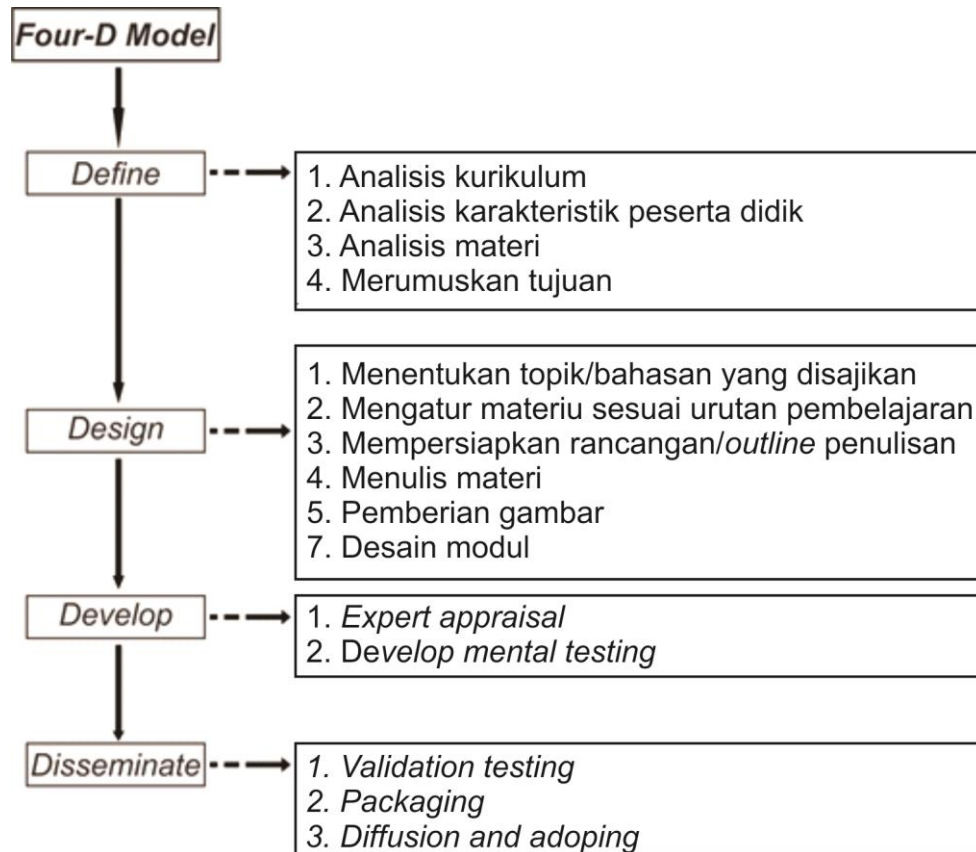 Four-D Model
Define
1. Analisis kurikulum
2. Analisis karakteristik peserta didik
3. Analisis materi
4. Merumuskan tujuan
Design
1. Menentukan topik/bahasan yang disajikan
2. Mengatur materiu sesuai urutan pembelajaran
3. Mempersiapkan rancangan/outline penulisan
4. Menulis materi
5. Pemberian gambar
7. Desain modul
Develop
1. Expert appraisal
2. Develop mental testing
Disseminate
1. Validation testing
2. Packaging
3. Diffusion and adoping